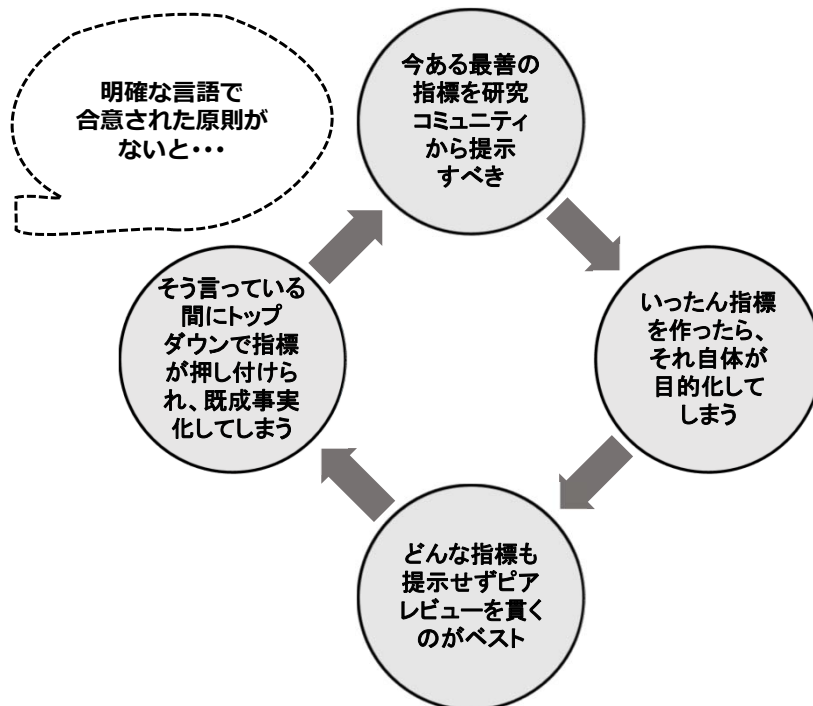 明確な言語で
合意された原則が
ないと・・・
今ある最善の
指標を研究
コミュニティ
から提示
すべき
いったん指標
を作ったら、
それ自体が
目的化して
しまう
どんな指標も
提示せずピア
レビューを貫く
のがベスト
そう言っている
間にトップ
ダウンで指標
が押し付けら
れ、既成事実
化してしまう